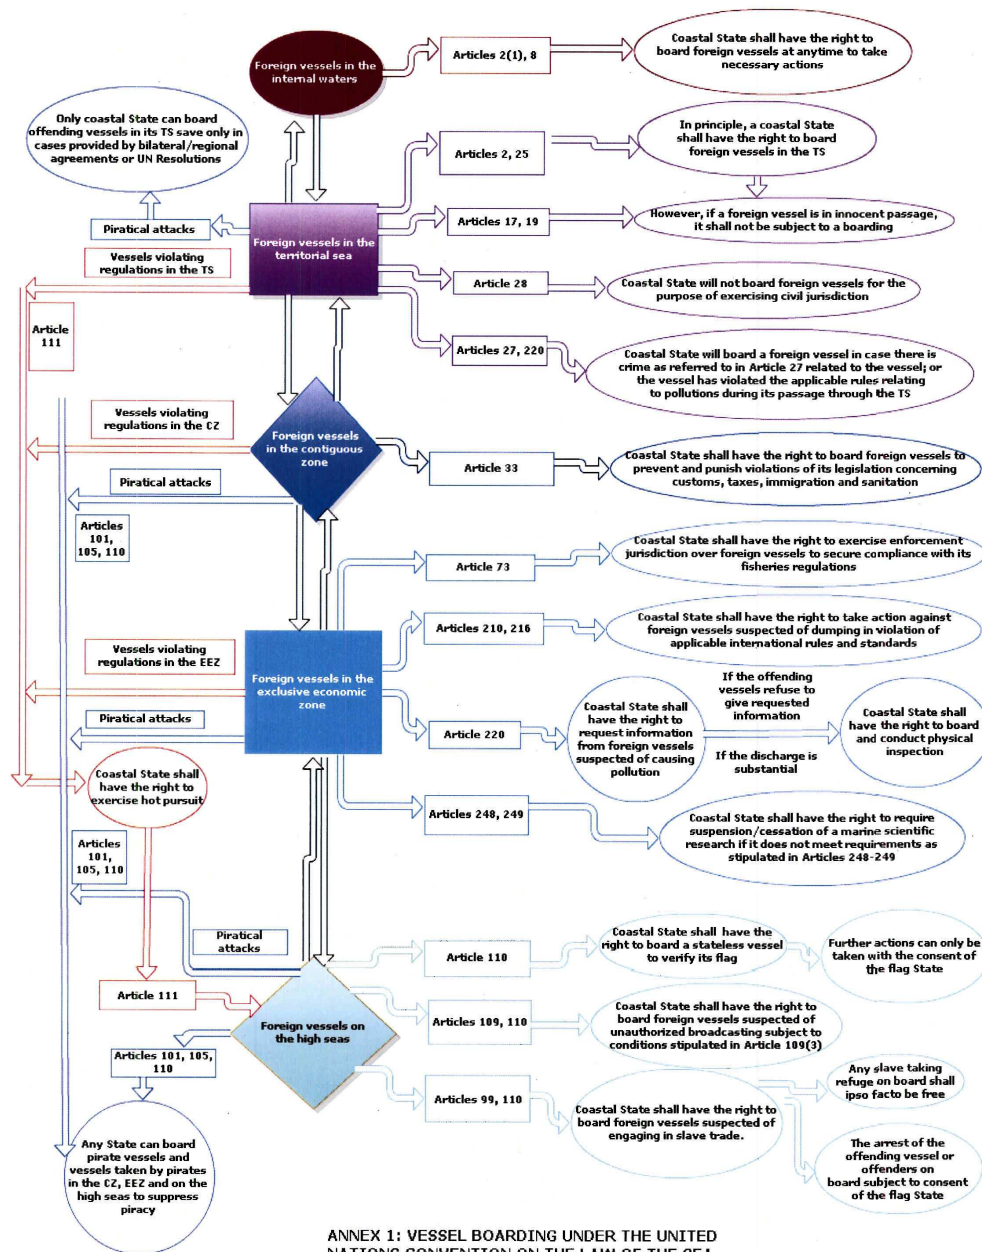 Foreign vessels in the
internal waters
Articles 2(1), 8
Coastal State shall have the right to
board foreign vessels at anytime to take
necessary actions
Only coastal State can board
offending vessels in its TS save only in
cases provided by bilateral/regional
agreements or UN Resolutions
Articles 2, 25
In principle, a coastal State
shall have the right to board
foreign vessels in the TS
Piratical attacks
Foreign vessels in the
territorial sea
Articles 17, 19
However, if a foreign vessel is in innocent passage,
it shall not be subject to a boarding
Vessels violating
regulations in the TS
Article 28
Coastal State will not board foreign vessels for the
purpose of exercising civil jurisdiction
Article
111
Articles 27, 220
Coastal State will board a foreign vessel in case there is
crime as referred to in Article 27 related to the vessel; or
the vessel has violated the applicable rules relating
to pollutions during its passage through the TS
Vessels violating
regulations in the CZ
Foreign vessels
in the contiguous
zone
Article 33
Coastal State shall have the right to board foreign vessels to
prevent and punish violations of its legislation concerning
customs, taxes, immigration and sanitation
Piratical attacks
Articles
101,
105, 110
Article 73
Coastal State shall have the right to exercise enforcement
jurisdiction over foreign vessels to secure compliance with its
fisheries regulations
Articles 210, 216
Coastal State shall have the right to take action against
foreign vessels suspected of dumping in violation of
applicable international rules and standards
Vessels violating
regulations in the EEZ
Foreign vessels in the
exclusive economic
zone
Piratical attacks
Article 220
Coastal State shall
have the right to
request information
from foreign vessels
suspected of causing
pollution
If the offending
vessels refuse to
give requested
information
If the discharge is
substantial
Coastal State shall
have the right to board
and conduct physical
inspection
Coastal State shall
have the right to
exercise hot pursuit
Articles 248, 249
Coastal State shall have the right to require
suspension/cessation of a marine scientific
research if it does not meet requirements as
stipulated in Articles 248-249
Articles
101,
105, 110
Piratical
attacks
Article 110
Coastal State shall have the
right to board a stateless vessel
to verify its flag
Further actions can only be
taken with the consent of
the flag State
Article 111
Foreign vessels on
the high seas
Articles 109, 110
Coastal State shall have the right to
board foreign vessels suspected of
unauthorized broadcasting subject to
conditions stipulated in Article 109(3)
Articles 101, 105,
110
Articles 99, 110
Coastal State shall have the right to
board foreign vessels suspected of
engaging in slave trade.
Any slave taking
refuge on board shall
ipso facto be free
The arrest of the
offending vessel or
offenders on
board subject to consent
of the flag State
Any State can board
pirate vessels and
vessels taken by pirates
in the CZ, EEZ and on the
high seas to suppress
piracy
ANNEX 1: VESSEL BOARDING UNDER THE UNITED
NATIONS CONVENTION ON THE LAW OF THE SEA